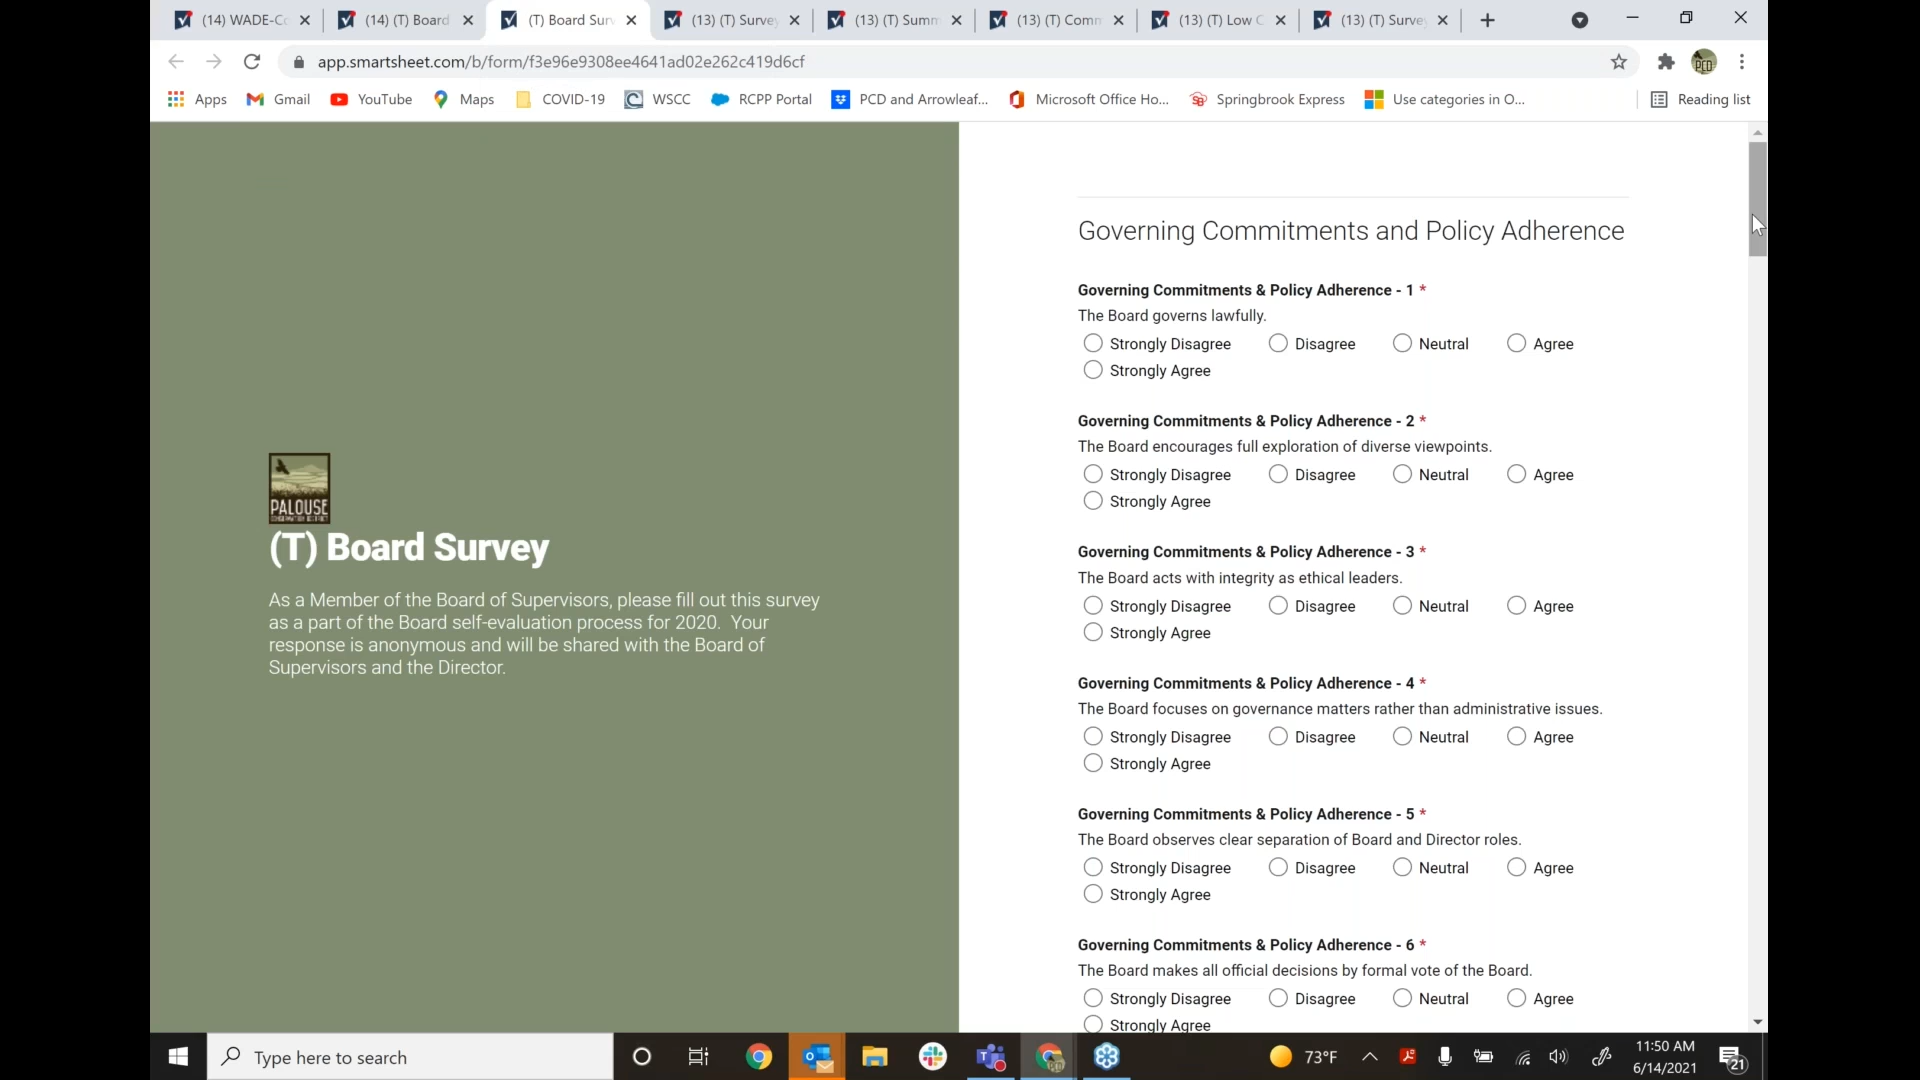 (14) WADE-Co
(14) (T) Board
(T) Board Surv
(13) (T) Survey
(13) (T) Summ
(13) (T) Comm
(13) (T) Low C
(13) (T) Survey
app.smartsheet.com/b/form/f3e96e9308ee4641ad02e262c419d6cf
PCD
Apps
Gmail
YouTube
Maps
COVID-19
WSCC
RCPP Portal
PCD and Arrowleaf...
Microsoft Office Ho...
Springbrook Express
Use categories in O...
Reading list
PALOUSE
CONSERVATION DISTRICT
(T) Board Survey
As a Member of the Board of Supervisors, please fill out this survey
as a part of the Board self-evaluation process for 2020. Your
response is anonymous and will be shared with the Board of
Supervisors and the Director.
Governing Commitments and Policy Adherence
Governing Commitments & Policy Adherence - 1 *
The Board governs lawfully.
Strongly Disagree Disagree Neutral Agree
Strongly Agree
Governing Commitments & Policy Adherence - 2 *
The Board encourages full exploration of diverse viewpoints.
Strongly Disagree Disagree Neutral Agree
Strongly Agree
Governing Commitments & Policy Adherence - 3 *
The Board acts with integrity as ethical leaders.
Strongly Disagree Disagree Neutral Agree
Strongly Agree
Governing Commitments & Policy Adherence - 4 *
The Board focuses on governance matters rather than administrative issues.
Strongly Disagree Disagree Neutral Agree
Strongly Agree
Governing Commitments & Policy Adherence - 5 *
The Board observes clear separation of Board and Director roles.
Strongly Disagree Disagree Neutral Agree
Strongly Agree
Governing Commitments & Policy Adherence - 6 *
The Board makes all official decisions by formal vote of the Board.
Strongly Disagree Disagree Neutral Agree
Strongly Agree
Type here to search
73°F
11:50 AM
6/14/2021
21